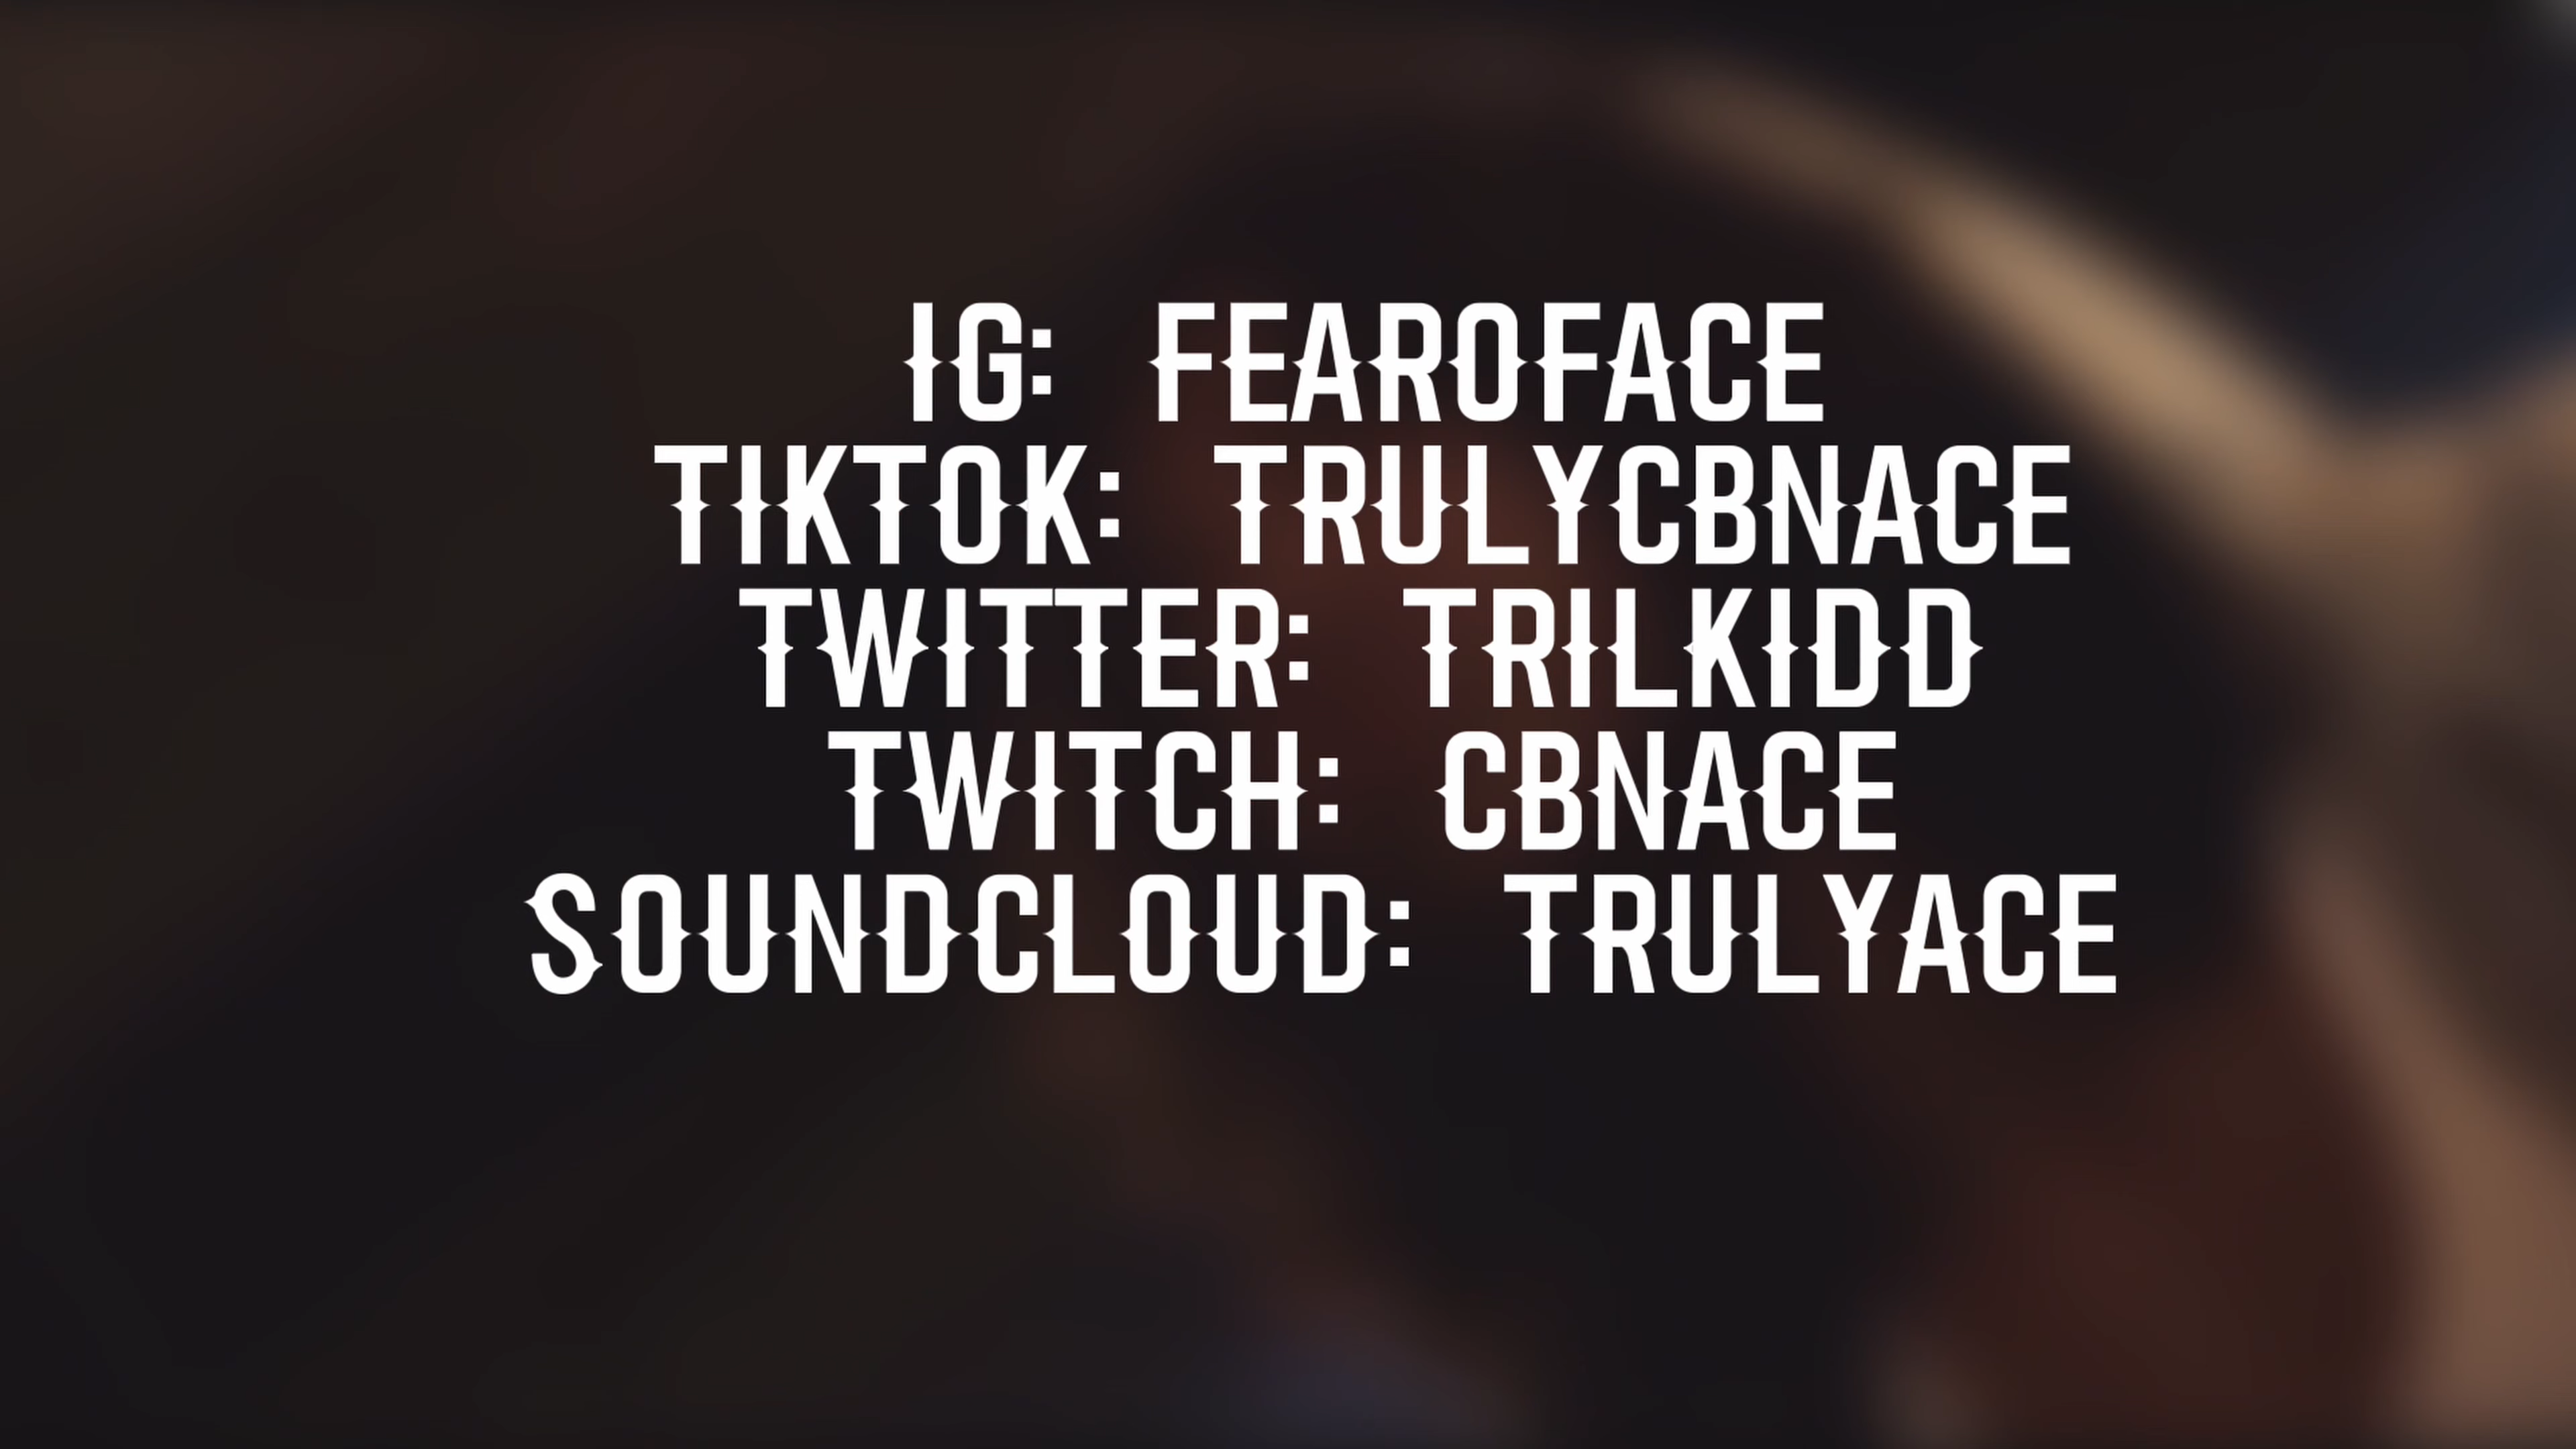 IG: FEAROFACE
TIKTOK: TRULYCBNACE
TWITTER: TRILKIDD
TWITCH: CBNACE
SOUNDCLOUD: TRULYACE